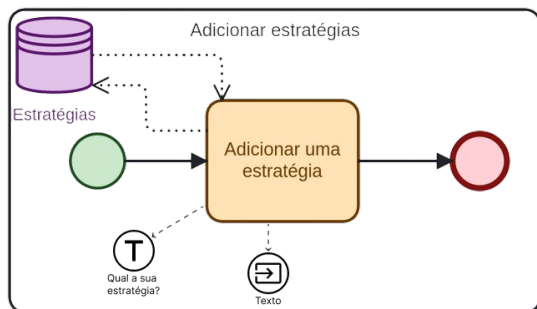 Adicionar estratégias
Estratégias
Adicionar uma
estratégia
T
Qual a sua
estratégia?
Texto